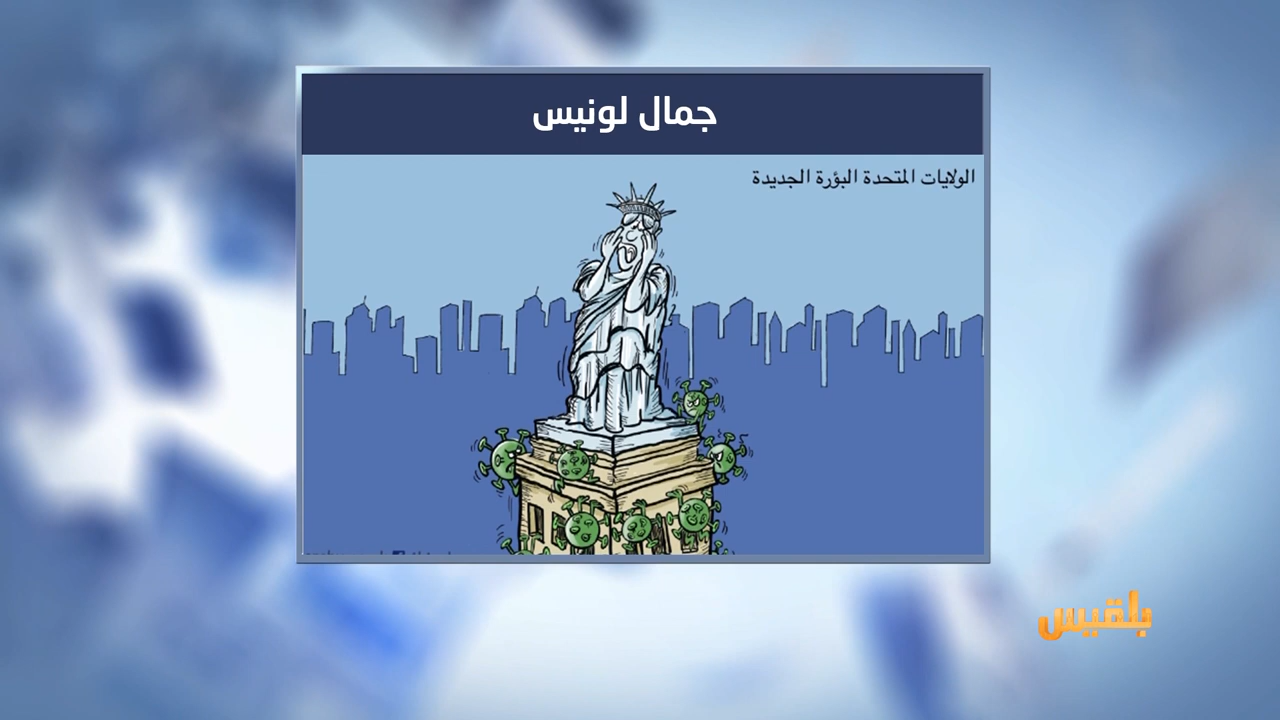 جمال لونيس
الولايات المتحدة البؤرة الجديدة
بلقيس